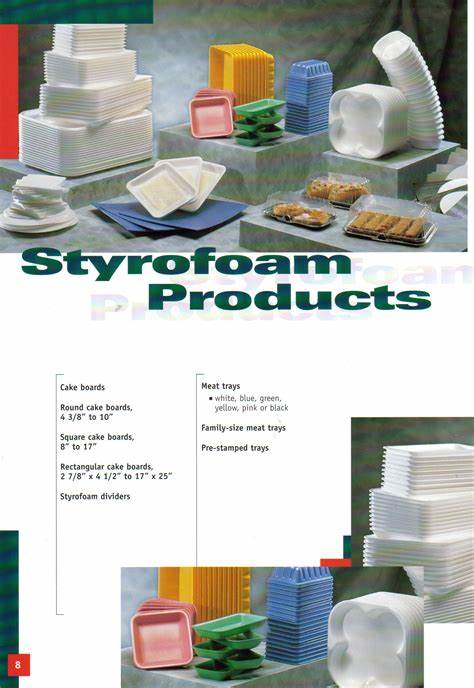 Styrofoam
Products
Cake boards
Round cake boards,
4 3/8” to 10”
Square cake boards,
8” to 17”
Rectangular cake boards,
2 7/8” x 4 1/2” to 17” x 25”
Styrofoam dividers
Meat trays
▪ white, blue, green,
yellow, pink or black
Family-size meat trays
Pre-stamped trays
8